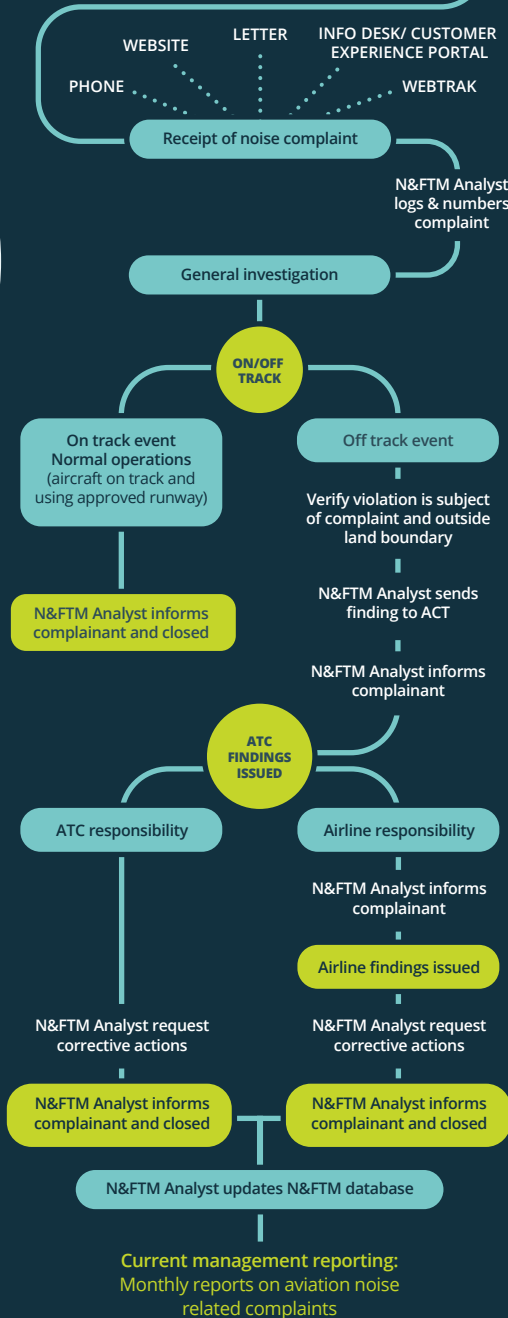 LETTER
INFO DESK/ CUSTOMER
EXPERIENCE PORTAL
WEBSITE
PHONE
WEBTRAK
Receipt of noise complaint
N&FTM Analyst
logs & numbers
complaint
General investigation
ON/OFF
TRACK
On track event
Normal operations
(aircraft on track and
using approved runway)
N&FTM Analyst informs
complainant and closed
Off track event
Verify violation is subject
of complaint and outside
land boundary
N&FTM Analyst sends
finding to ACT
N&FTM Analyst informs
complainant
ATC
FINDINGS
ISSUED
ATC responsibility
N&FTM Analyst request
corrective actions
N&FTM Analyst informs
complainant and closed
Airline responsibility
N&FTM Analyst informs
complainant
Airline findings issued
N&FTM Analyst request
corrective actions
N&FTM Analyst informs
complainant and closed
N&FTM Analyst updates N&FTM database
Current management reporting:
Monthly reports on aviation noise
related complaints